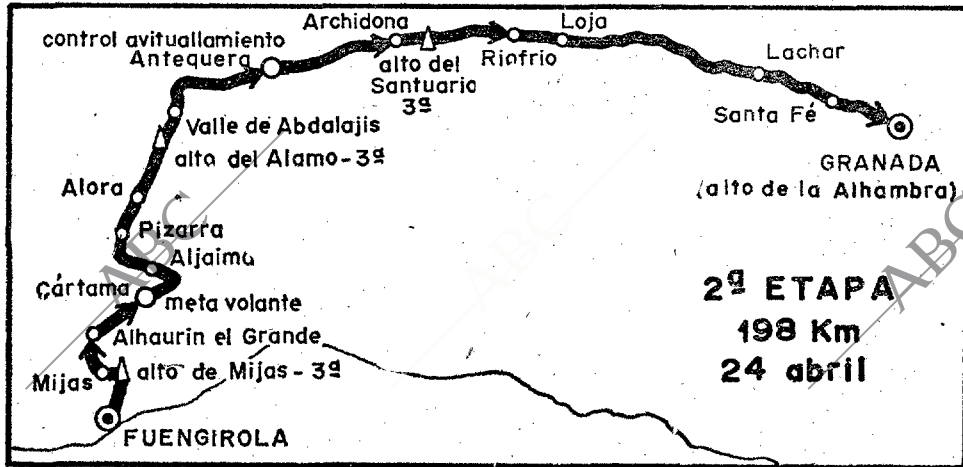 Archidona
Loja
control avituallamiento
Antequera
Riofrio
Lachar
alto del
Santuario
3ª
Santa Fé
Valle de Abdalajis
alto del Alamo-3ª
GRANADA
(alto de la Alhambra)
Alora
Pizarra
Aljaima
Cártama
meta volante
2ª ETAPA
198 Km
24 abril
Alhaurin el Grande
Mijas
alto de Mijas-3ª
FUENGIROLA
ABC
ABC
ABC